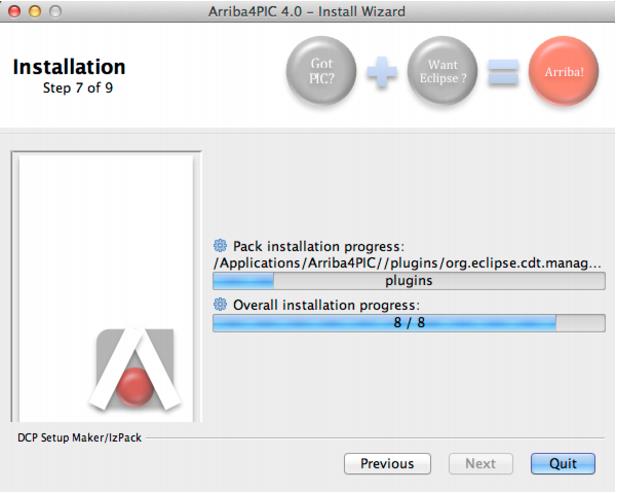 Arriba4PIC 4.0 – Install Wizard
Installation
Step 7 of 9
Got
PIC?
Want
Eclipse ?
Arriba!
Pack installation progress:
/Applications/Arriba4PIC//plugins/org.eclipse.cdt.manag...
plugins
Overall installation progress:
8 / 8
DCP Setup Maker/IzPack
Previous
Next
Quit